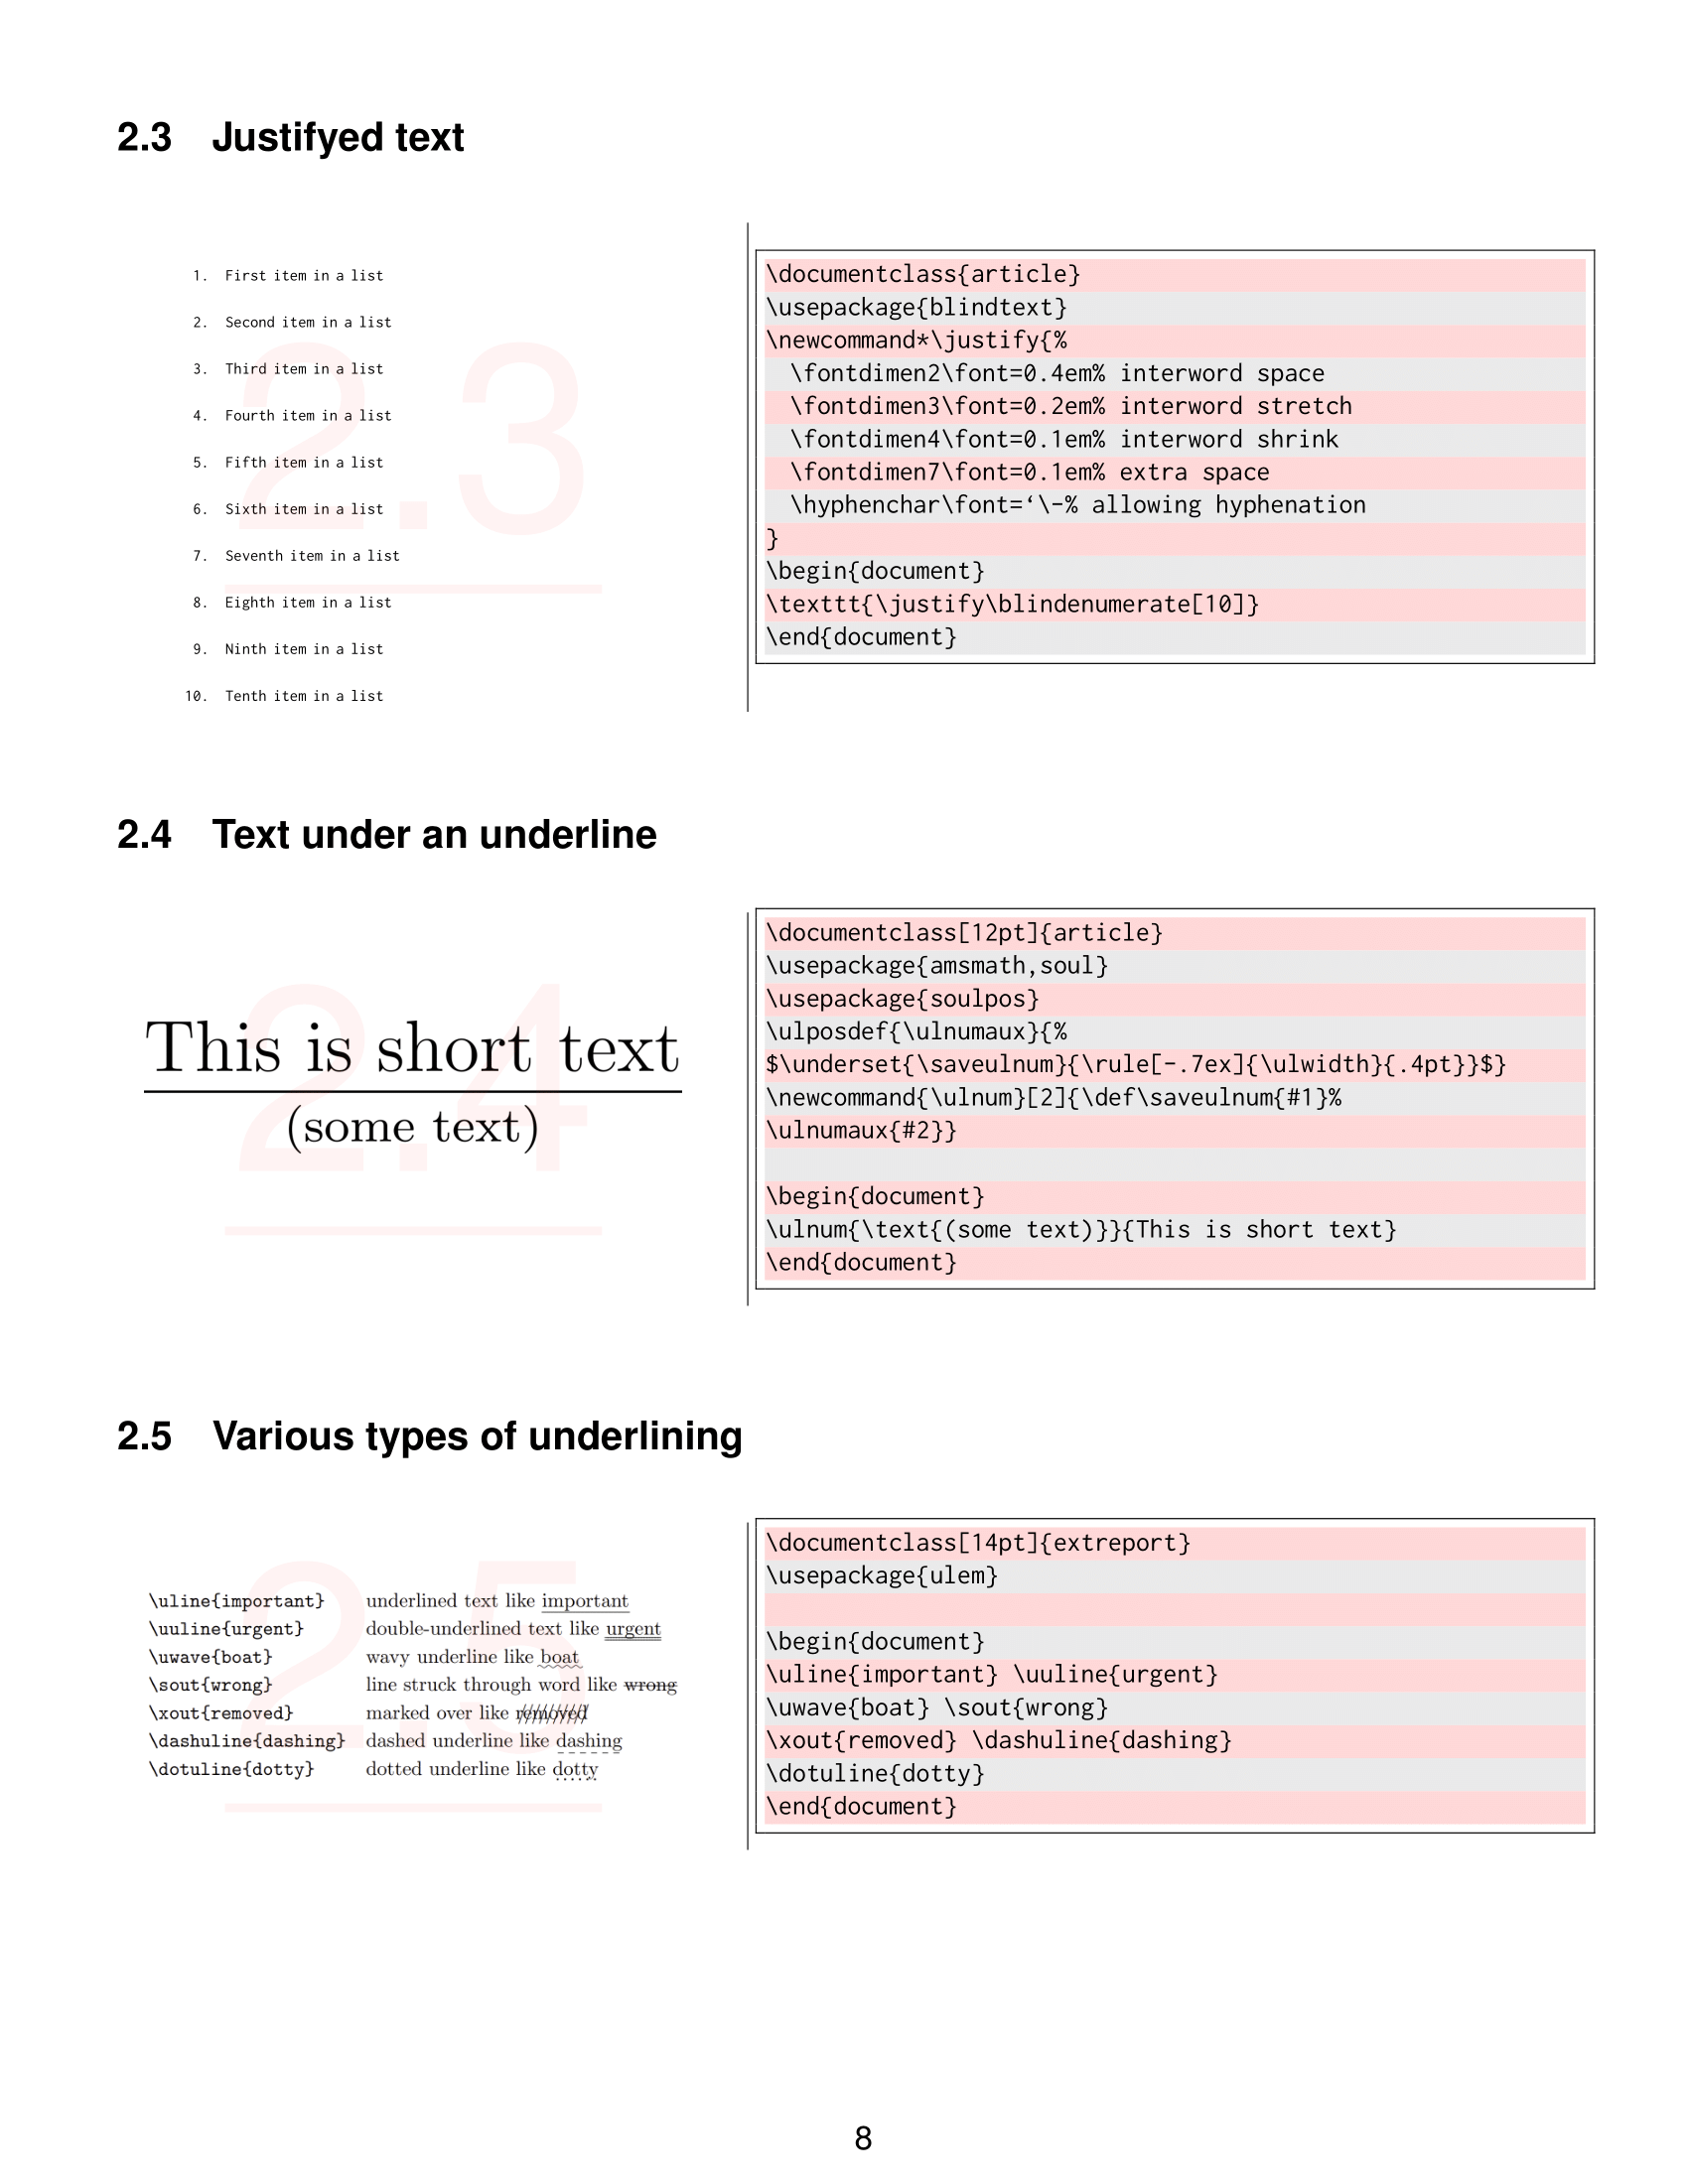 2.3 Justifyed text
1. First item in a list
2. Second item in a list
3. Third item in a list
4. Fourth item in a list
5. Fifth item in a list
6. Sixth item in a list
7. Seventh item in a list
8. Eighth item in a list
9. Ninth item in a list
10. Tenth item in a list
2.3
\documentclass{article}
\usepackage{blindtext}
\newcommand*\justify{%
  \fontdimen2\font=0.4em% interword space
  \fontdimen3\font=0.2em% interword stretch
  \fontdimen4\font=0.1em% interword shrink
  \fontdimen7\font=0.1em% extra space
  \hyphenchar\font=‘\-% allowing hyphenation
}
\begin{document}
\texttt{\justify\blindenumerate[10]}
\end{document}
2.4 Text under an underline
This is short text
(some text)
2.4
\documentclass[12pt]{article}
\usepackage{amsmath,soul}
\usepackage{soulpos}
\ulposdef{\ulnumaux}{%
$\underset{\saveulnum}{\rule[-.7ex]{\ulwidth}{.4pt}}$}
\newcommand{\ulnum}[2]{\def\saveulnum{#1}%
\ulnumaux{#2}}
\begin{document}
\ulnum{\text{(some text)}}{This is short text}
\end{document}
2.5 Various types of underlining
\uline{important} underlined text like important
\uuline{urgent} double-underlined text like urgent
\uwave{boat} wavy underline like boat
\sout{wrong} line struck through word like wrong
\xout{removed} marked over like removed
\dashuline{dashing} dashed underline like dashing
\dotuline{dotty} dotted underline like dotty
2.5
\documentclass[14pt]{extreport}
\usepackage{ulem}
\begin{document}
\uline{important} \uuline{urgent}
\uwave{boat} \sout{wrong}
\xout{removed} \dashuline{dashing}
\dotuline{dotty}
\end{document}
8